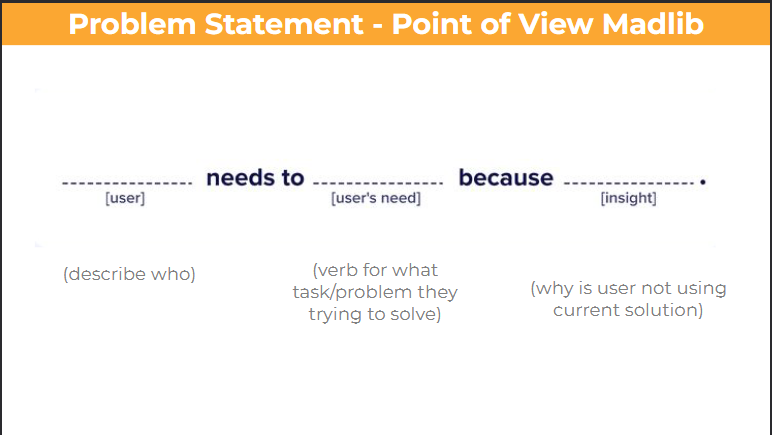 Problem Statement - Point of View Madlib
needs to because .
[user] [user's need] [insight]
(describe who)
(verb for what
task/problem they
trying to solve)
(why is user not using
current solution)